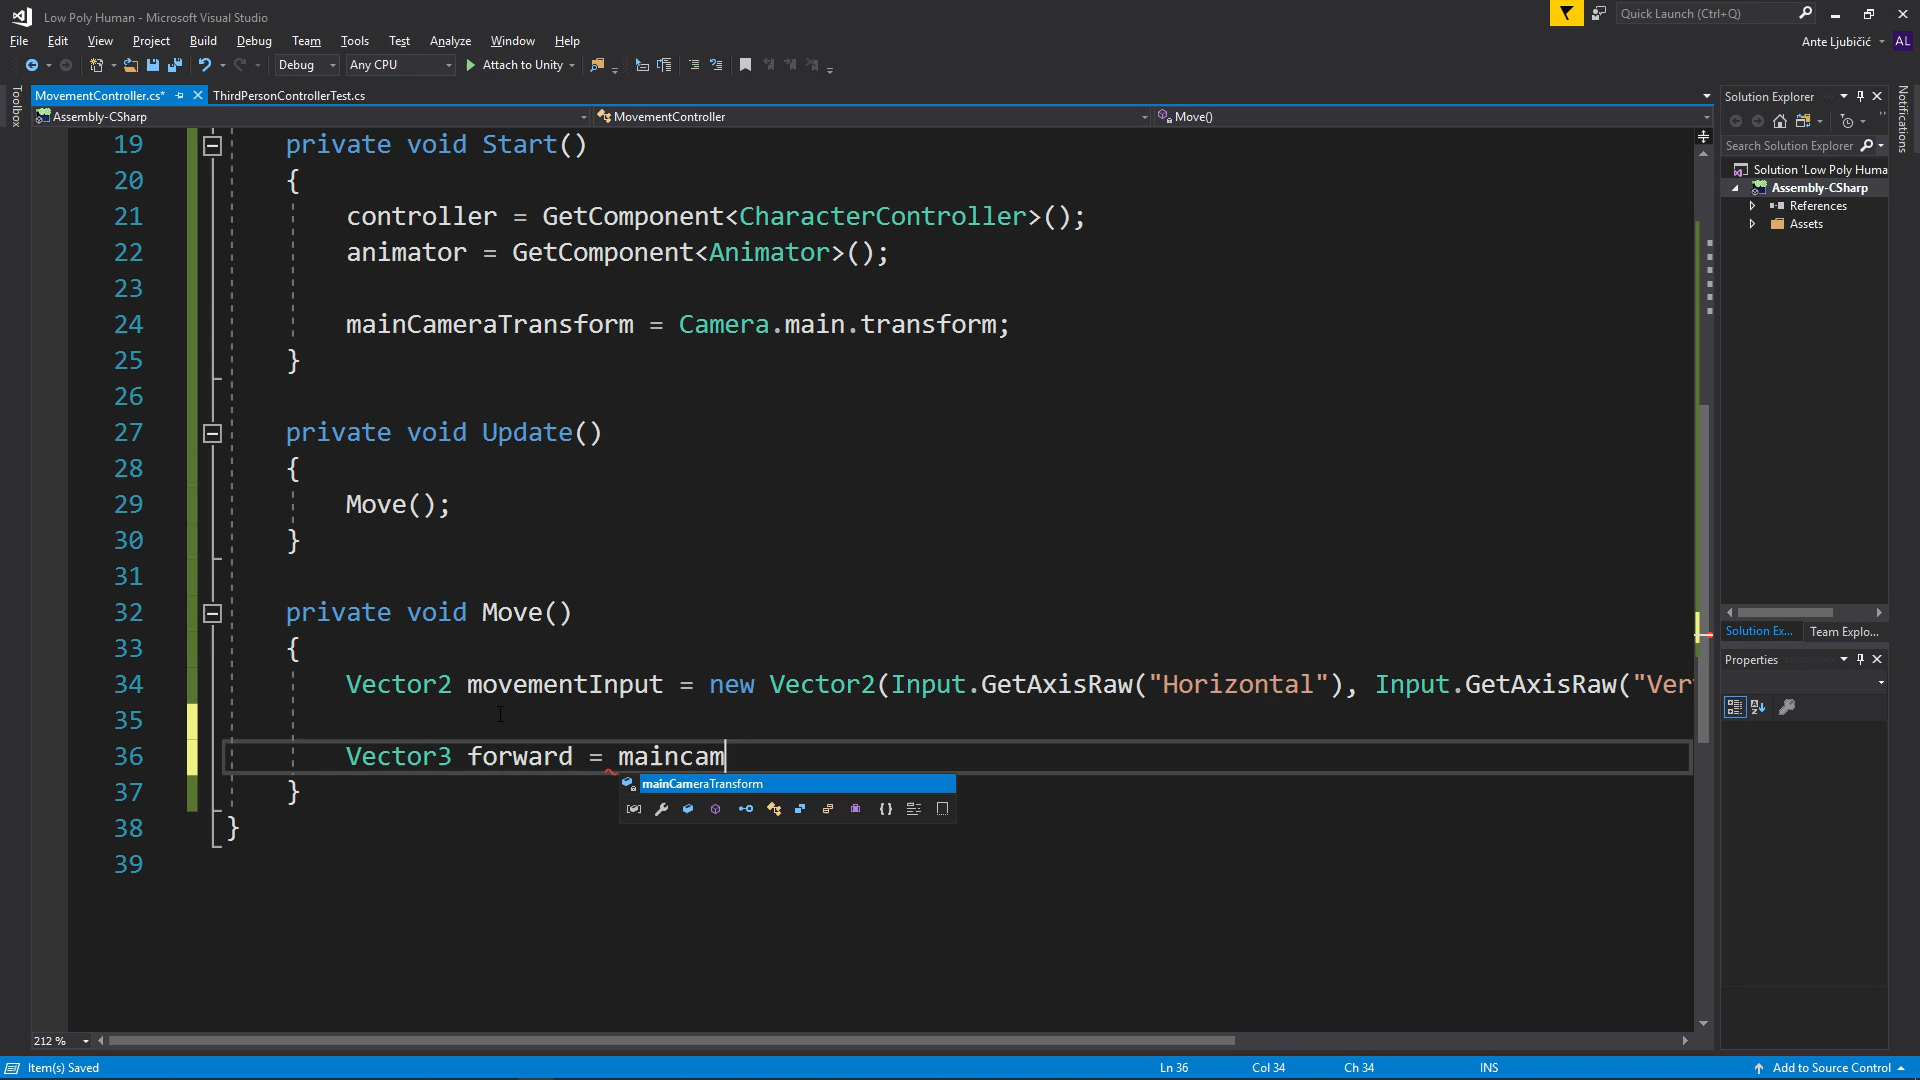 Low Poly Human - Microsoft Visual Studio
Quick Launch (Ctrl+Q)
File Edit View Project Build Debug Team Tools Test Analyze Window Help
Ante Ljubičić AL
Debug Any CPU Attach to Unity
MovementController.cs* ThirdPersonControllerTest.cs
Assembly-CSharp MovementController Move()
Toolbox
19 private void Start()
20 {
21 controller = GetComponent<CharacterController>();
22 animator = GetComponent<Animator>();
23
24 mainCameraTransform = Camera.main.transform;
25 }
26
27 private void Update()
28 {
29 Move();
30 }
31
32 private void Move()
33 {
34 Vector2 movementInput = new Vector2(Input.GetAxisRaw("Horizontal"), Input.GetAxisRaw("Ver
35
36 Vector3 forward = maincam
mainCameraTransform
37 }
38 }
39
212 %
Solution Explorer
Search Solution Explorer
Solution 'Low Poly Huma
Assembly-CSharp
References
Assets
Solution Ex... Team Explo...
Properties
Notifications
Item(s) Saved Ln 36 Col 34 Ch 34 INS Add to Source Control